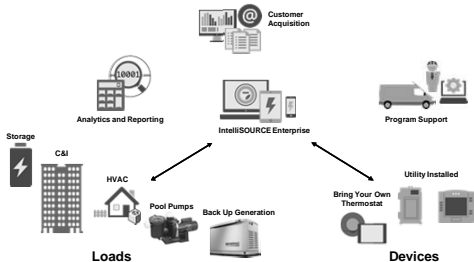 Customer
Acquisition
10001
Analytics and Reporting
IntelliSOURCE Enterprise
Program Support
Storage
C&I
HVAC
Pool Pumps
Back Up Generation
Bring Your Own
Thermostat
Utility Installed
Loads
Devices